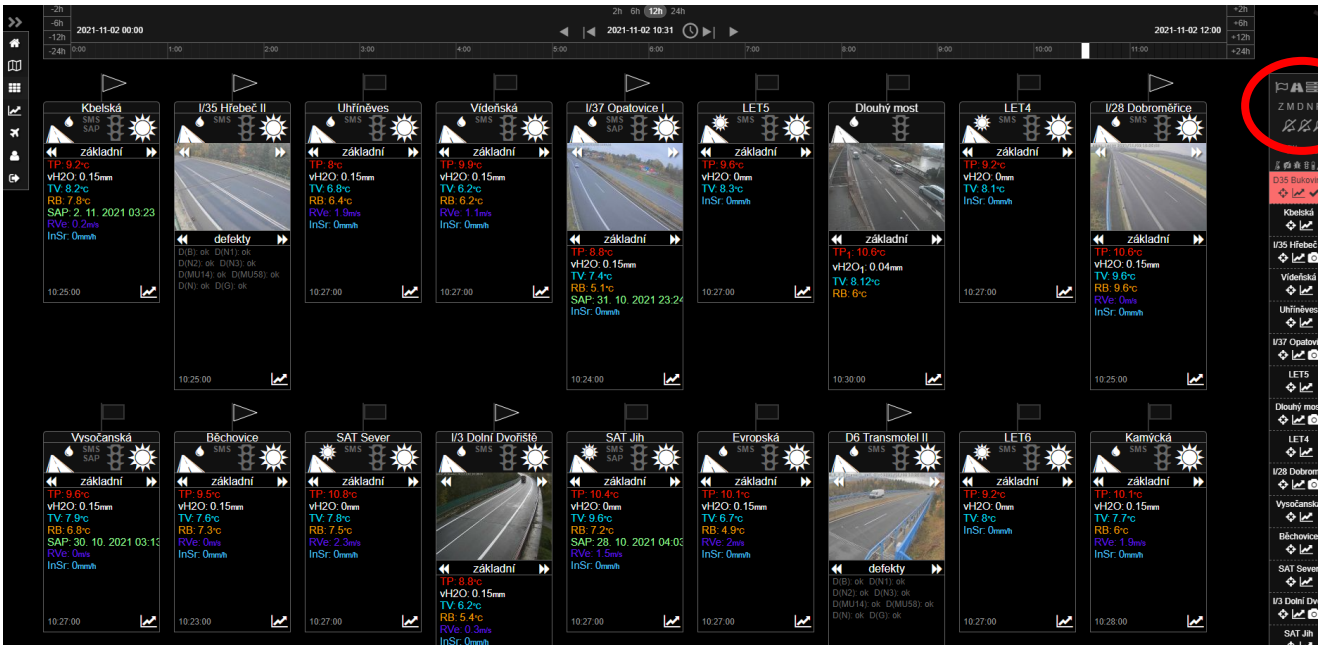 -2h
2h 6h 12h 24h
+2h
-6h
+6h
2021-11-02 00:00
2021-11-02 10:31
2021-11-02 12:00
-12h
+12h
-24h
0:00 1:00 2:00 3:00 4:00 5:00 6:00 7:00 8:00 9:00 10:00 11:00
+24h
Kbelská
SMS
SAP
základní
TP: 9.2°C
vH2O: 0.15mm
TV: 8.2°C
RB: 7.8°C
SAP: 2. 11. 2021 03:23
RVe: 0.2m/s
InSr: 0mm/h
10:25:00
I/35 Hřebeč II
SMS
defekty
D(B): ok D(N1): ok
D(N2): ok D(N3): ok
D(MU14): ok D(MU58): ok
D(N): ok D(G): ok
10:25:00
Uhříněves
SMS
základní
TP: 8°C
vH2O: 0.15mm
TV: 6.8°C
RB: 6.4°C
RVe: 1.9m/s
InSr: 0mm/h
10:27:00
Vídeňská
SMS
základní
TP: 9.9°C
vH2O: 0.15mm
TV: 6.2°C
RB: 6.2°C
RVe: 1.1m/s
InSr: 0mm/h
10:27:00
I/37 Opatovice I
SMS
SAP
základní
TP: 8.8°C
vH2O: 0.15mm
TV: 7.4°C
RB: 5.1°C
SAP: 31. 10. 2021 23:24
InSr: 0mm/h
10:24:00
LET5
SMS
základní
TP: 9.6°C
vH2O: 0mm
TV: 8.3°C
InSr: 0mm/h
10:27:00
Dlouhý most
základní
TP1: 10.6°C
vH2O1: 0.04mm
TV: 8.12°C
RB: 6°C
10:30:00
LET4
SMS
základní
TP: 9.2°C
vH2O: 0mm
TV: 8.1°C
InSr: 0mm/h
10:27:00
I/28 Dobroměřice
SMS
základní
TP: 10.6°C
vH2O: 0.15mm
TV: 9.6°C
RB: 9.6°C
RVe: 0m/s
InSr: 0mm/h
10:25:00
Vysočanská
SMS
SAP
základní
TP: 9.6°C
vH2O: 0.15mm
TV: 7.9°C
RB: 6.8°C
SAP: 30. 10. 2021 03:13
RVe: 0m/s
InSr: 0mm/h
10:27:00
Běchovice
SMS
základní
TP: 9.5°C
vH2O: 0.15mm
TV: 7.6°C
RB: 7.3°C
RVe: 0m/s
InSr: 0mm/h
10:23:00
SAT Sever
SMS
základní
TP: 10.8°C
vH2O: 0mm
TV: 7.8°C
RB: 7.5°C
RVe: 2.3m/s
InSr: 0mm/h
10:27:00
I/3 Dolní Dvořiště
SMS
základní
TP: 8.8°C
vH2O: 0.15mm
TV: 6.2°C
RB: 5.4°C
RVe: 0.3m/s
InSr: 0mm/h
SAT Jih
SMS
SAP
základní
TP: 10.4°C
vH2O: 0mm
TV: 9.6°C
RB: 7.2°C
SAP: 28. 10. 2021 04:03
RVe: 1.5m/s
InSr: 0mm/h
10:27:00
Evropská
SMS
základní
TP: 10.1°C
vH2O: 0.15mm
TV: 6.7°C
RB: 4.9°C
RVe: 2m/s
InSr: 0mm/h
10:27:00
D6 Transmotel II
SMS
defekty
D(B): ok D(N1): ok
D(N2): ok D(N3): ok
D(MU14): ok D(MU58): ok
D(N): ok D(G): ok
LET6
SMS
základní
TP: 9.2°C
vH2O: 0mm
TV: 8°C
InSr: 0mm/h
10:27:00
Kamýcká
SMS
základní
TP: 10.1°C
vH2O: 0.15mm
TV: 7.7°C
RB: 6°C
RVe: 1.9m/s
InSr: 0mm/h
10:28:00
Z M D N
D35 Bukovin
Kbelská
I/35 Hřebeč
Vídeňská
Uhříněves
I/37 Opatovi
LET5
Dlouhý mos
LET4
I/28 Dobrom
Vysočanská
Běchovice
SAT Sever
I/3 Dolní Dvo
SAT Jih